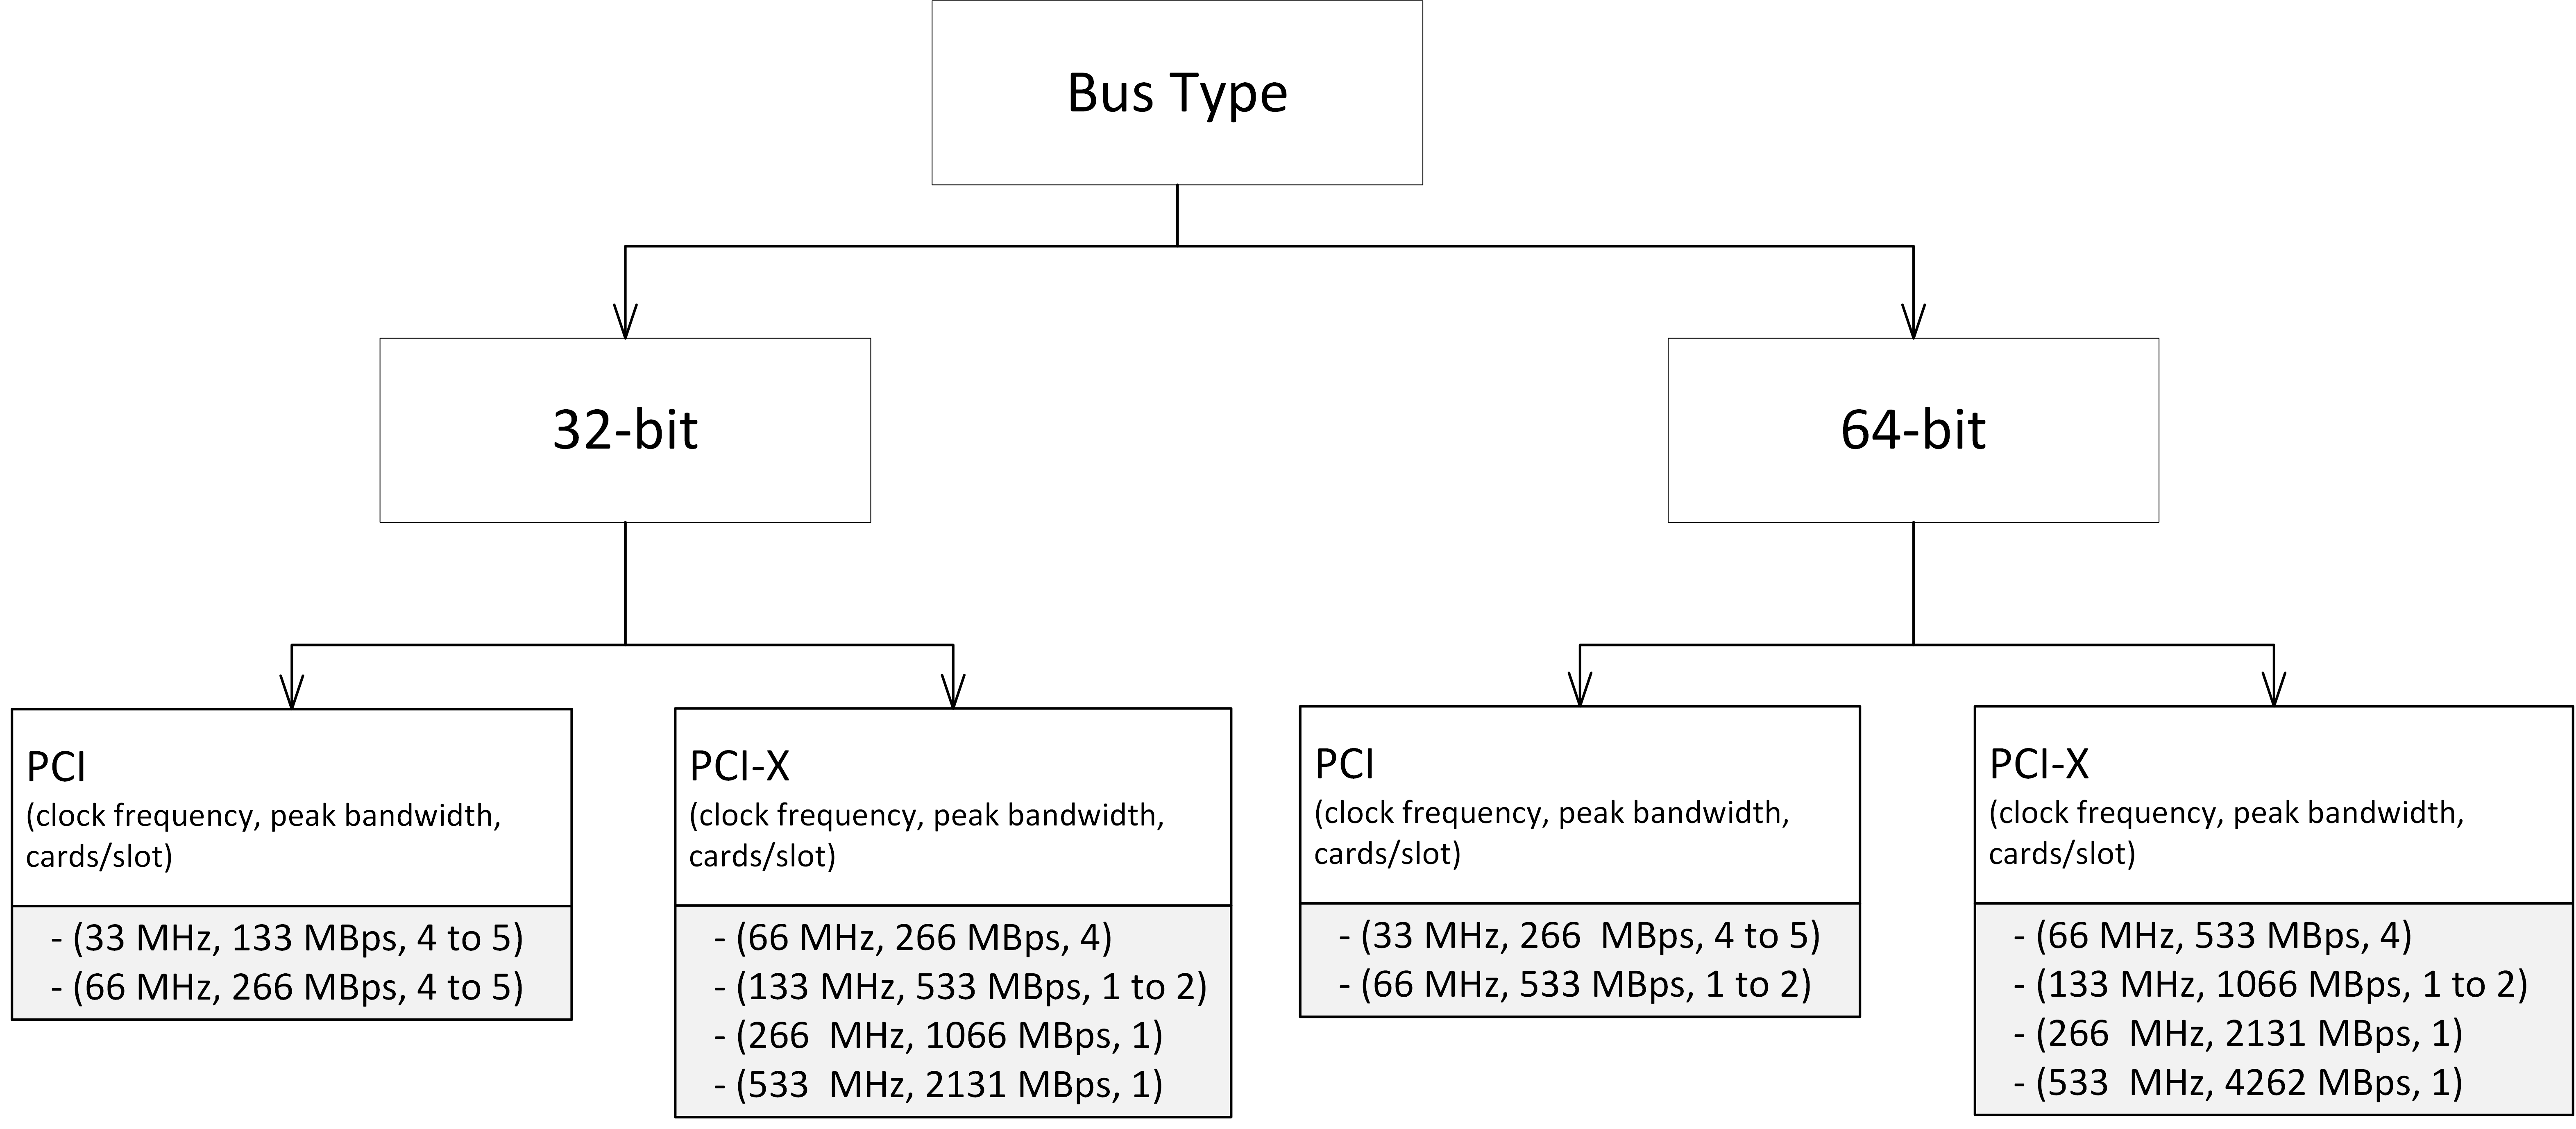 Bus Type
32-bit
64-bit
PCI
(clock frequency, peak bandwidth,
cards/slot)
- (33 MHz, 133 MBps, 4 to 5)
- (66 MHz, 266 MBps, 4 to 5)
PCI-X
(clock frequency, peak bandwidth,
cards/slot)
- (66 MHz, 266 MBps, 4)
- (133 MHz, 533 MBps, 1 to 2)
- (266  MHz, 1066 MBps, 1)
- (533  MHz, 2131 MBps, 1)
PCI
(clock frequency, peak bandwidth,
cards/slot)
- (33 MHz, 266  MBps, 4 to 5)
- (66 MHz, 533 MBps, 1 to 2)
PCI-X
(clock frequency, peak bandwidth,
cards/slot)
- (66 MHz, 533 MBps, 4)
- (133 MHz, 1066 MBps, 1 to 2)
- (266  MHz, 2131 MBps, 1)
- (533  MHz, 4262 MBps, 1)